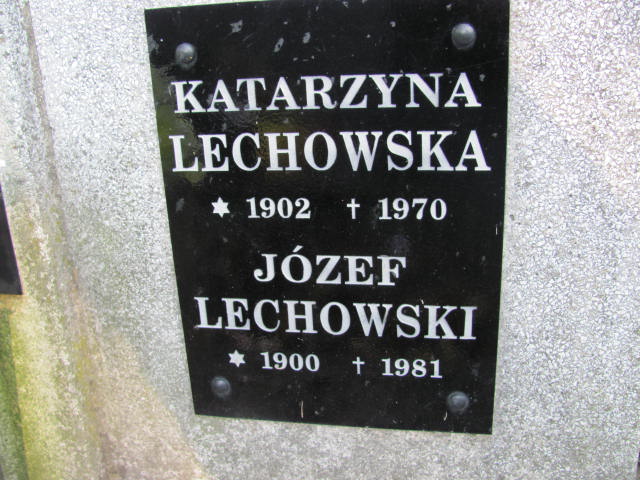 KATARZYNA
LECHOWSKA
✶ 1902 † 1970
JÓZEF
LECHOWSKI
✶ 1900 † 1981